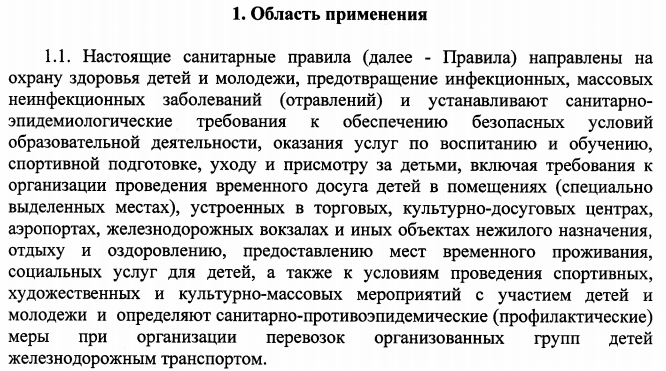 1. Область применения
1.1. Настоящие санитарные правила (далее - Правила) направлены на
охрану здоровья детей и молодежи, предотвращение инфекционных, массовых
неинфекционных заболеваний (отравлений) и устанавливают санитарно-
эпидемиологические требования к обеспечению безопасных условий
образовательной деятельности, оказания услуг по воспитанию и обучению,
спортивной подготовке, уходу и присмотру за детьми, включая требования к
организации проведения временного досуга детей в помещениях (специально
выделенных местах), устроенных в торговых, культурно-досуговых центрах,
аэропортах, железнодорожных вокзалах и иных объектах нежилого назначения,
отдыху и оздоровлению, предоставлению мест временного проживания,
социальных услуг для детей, а также к условиям проведения спортивных,
художественных и культурно-массовых мероприятий с участием детей и
молодежи и определяют санитарно-противоэпидемические (профилактические)
меры при организации перевозок организованных групп детей
железнодорожным транспортом.